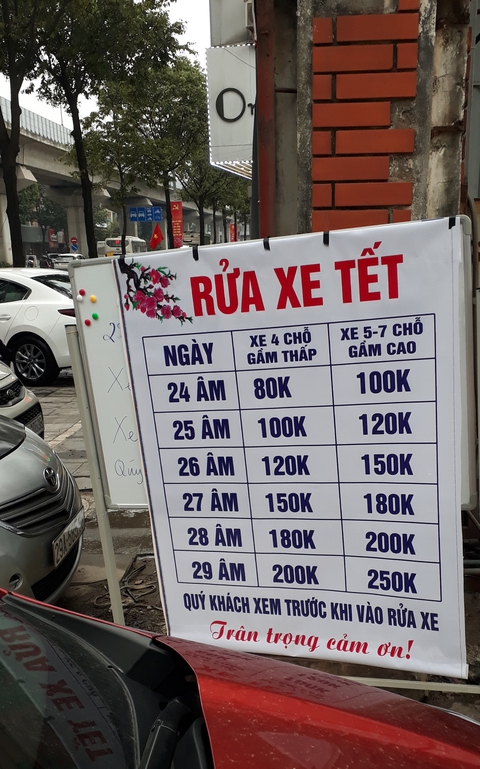 RỬA XE TẾT
NGÀY XE 4 CHỖ GẦM THẤP XE 5-7 CHỖ GẦM CAO
24 ÂM 80K 100K
25 ÂM 100K 120K
26 ÂM 120K 150K
27 ÂM 150K 180K
28 ÂM 180K 200K
29 ÂM 200K 250K
QUÝ KHÁCH XEM TRƯỚC KHI VÀO RỬA XE
Trân trọng cảm ơn!
Xe
Quý